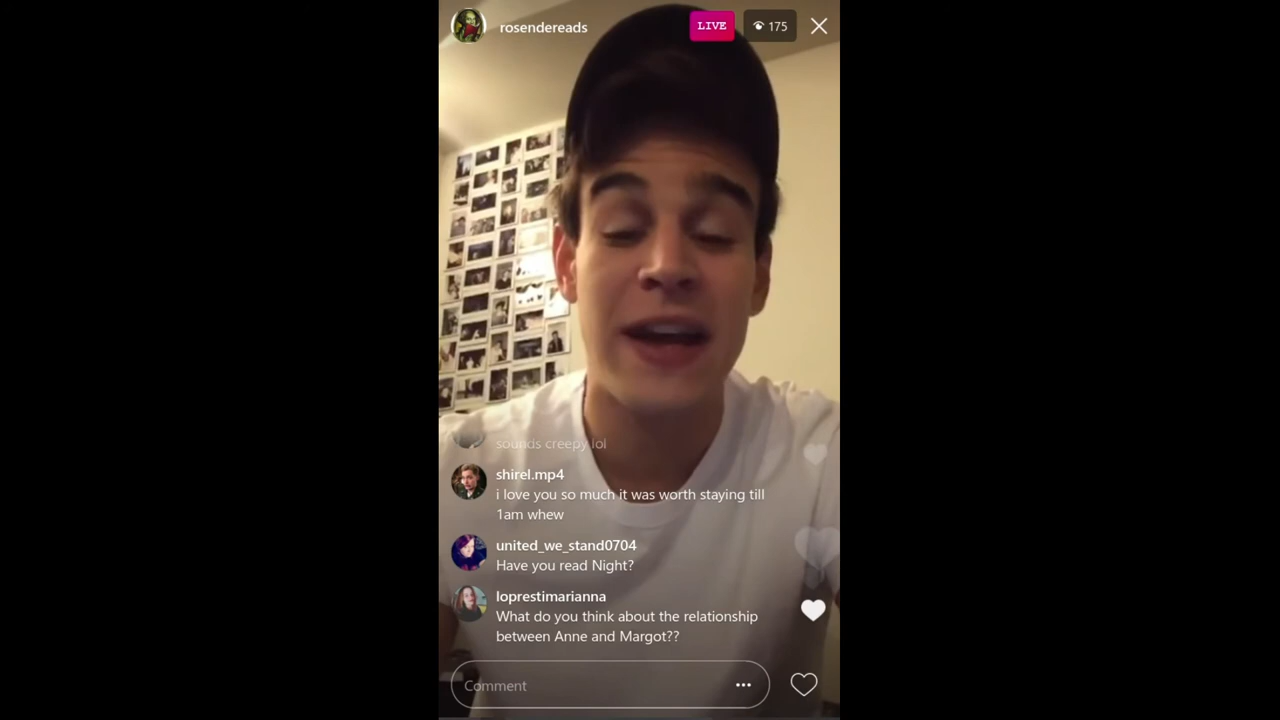 rosendereads
LIVE
175
sounds creepy lol
shirel.mp4
i love you so much it was worth staying till
1am whew
united_we_stand0704
Have you read Night?
loprestimarianna
What do you think about the relationship
between Anne and Margot??
Comment